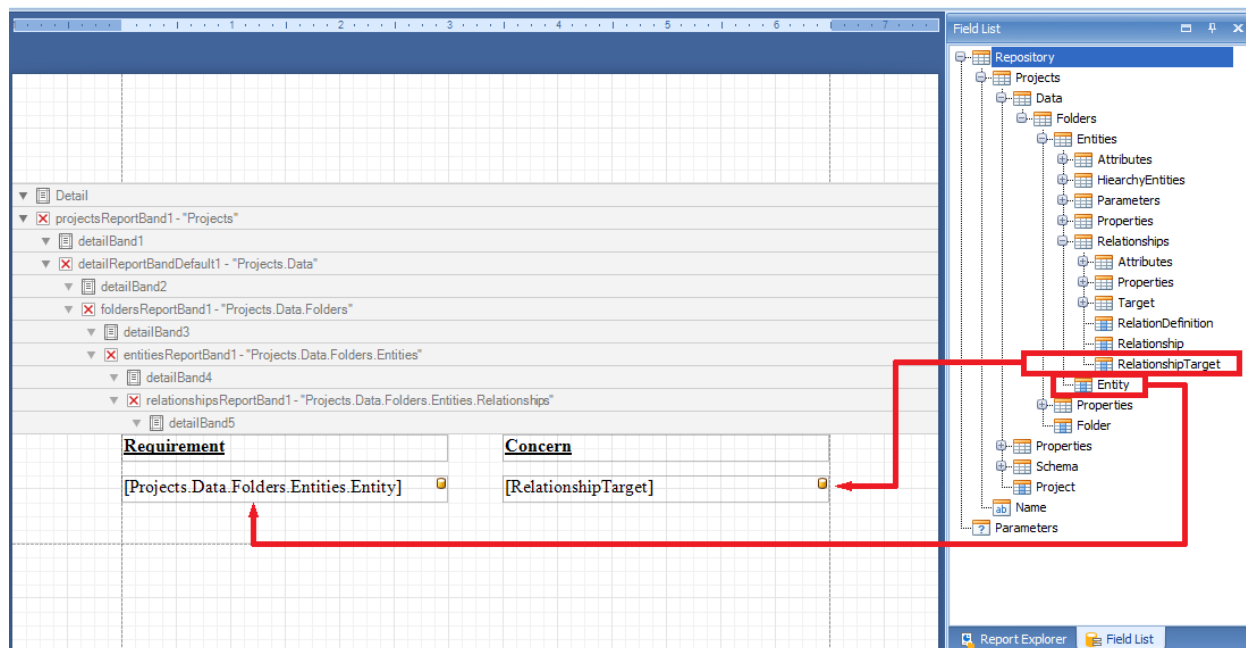 1 2 3 4 5 6 7
Detail
projectsReportBand1 - "Projects"
detailBand1
detailReportBandDefault1 - "Projects.Data"
detailBand2
foldersReportBand1 - "Projects.Data.Folders"
detailBand3
entitiesReportBand1 - "Projects.Data.Folders.Entities"
detailBand4
relationshipsReportBand1 - "Projects.Data.Folders.Entities.Relationships"
detailBand5
Requirement Concern
[Projects.Data.Folders.Entities.Entity] [RelationshipTarget]
Field List
Repository
Projects
Data
Folders
Entities
Attributes
HiearchyEntities
Parameters
Properties
Relationships
Attributes
Properties
Target
RelationDefinition
Relationship
RelationshipTarget
Entity
Properties
Folder
Properties
Schema
Project
ab Name
? Parameters
Report Explorer Field List